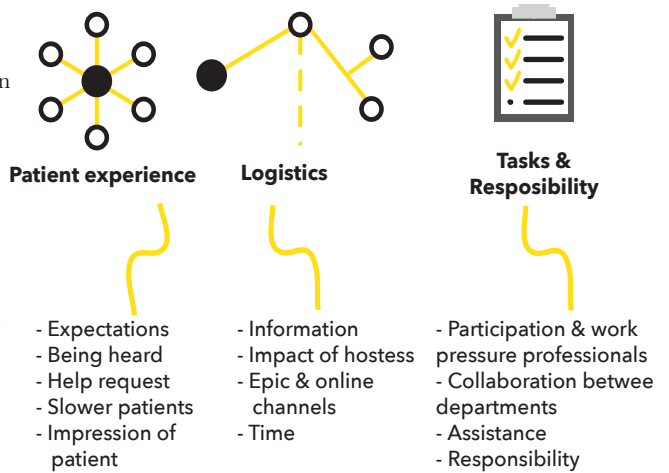 n
Patient experience
Logistics
Tasks &
Resposibility
- Expectations
- Being heard
- Help request
- Slower patients
- Impression of
patient
- Information
- Impact of hostess
- Epic & online
channels
- Time
- Participation & work
pressure professionals
- Collaboration betwee
departments
- Assistance
- Responsibility